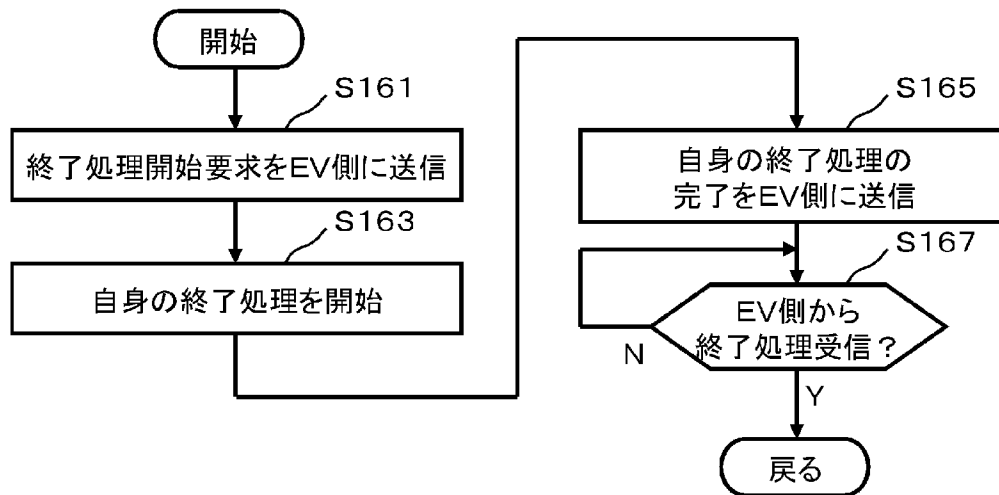 開始
S161
終了処理開始要求をEV側に送信
S163
自身の終了処理を開始
S165
自身の終了処理の
完了をEV側に送信
S167
EV側から
終了処理受信？
N
Y
戻る